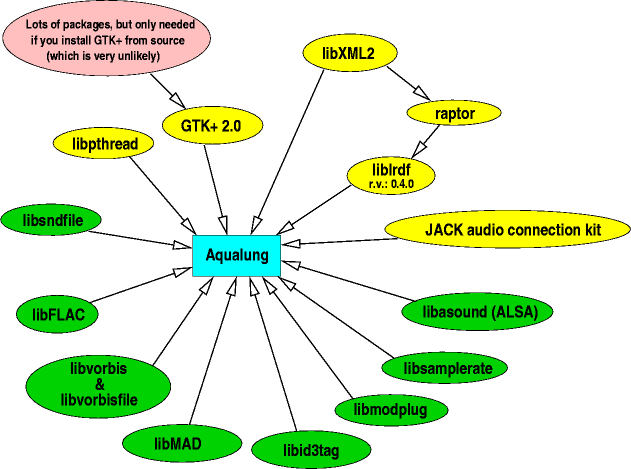 Lots of packages, but only needed
if you install GTK+ from source
(which is very unlikely)
libXML2
raptor
GTK+ 2.0
libpthread
liblrdf
r.v.: 0.4.0
libsndfile
JACK audio connection kit
Aqualung
libFLAC
libasound (ALSA)
libvorbis
&
libvorbisfile
libsamplerate
libmodplug
libMAD
libid3tag